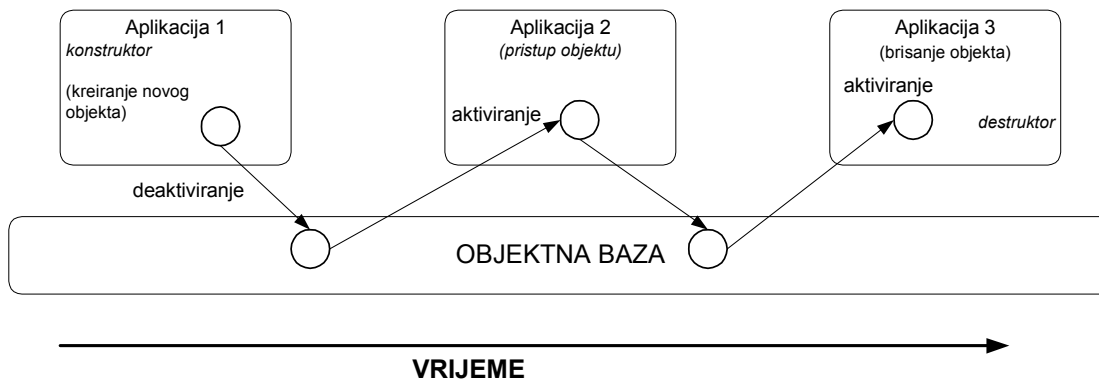 Aplikacija 1
konstruktor
(kreiranje novog
objekta)
deaktiviranje
Aplikacija 2
(pristup objektu)
aktiviranje
Aplikacija 3
(brisanje objekta)
aktiviranje
destruktor
OBJEKTNA BAZA
VRIJEME